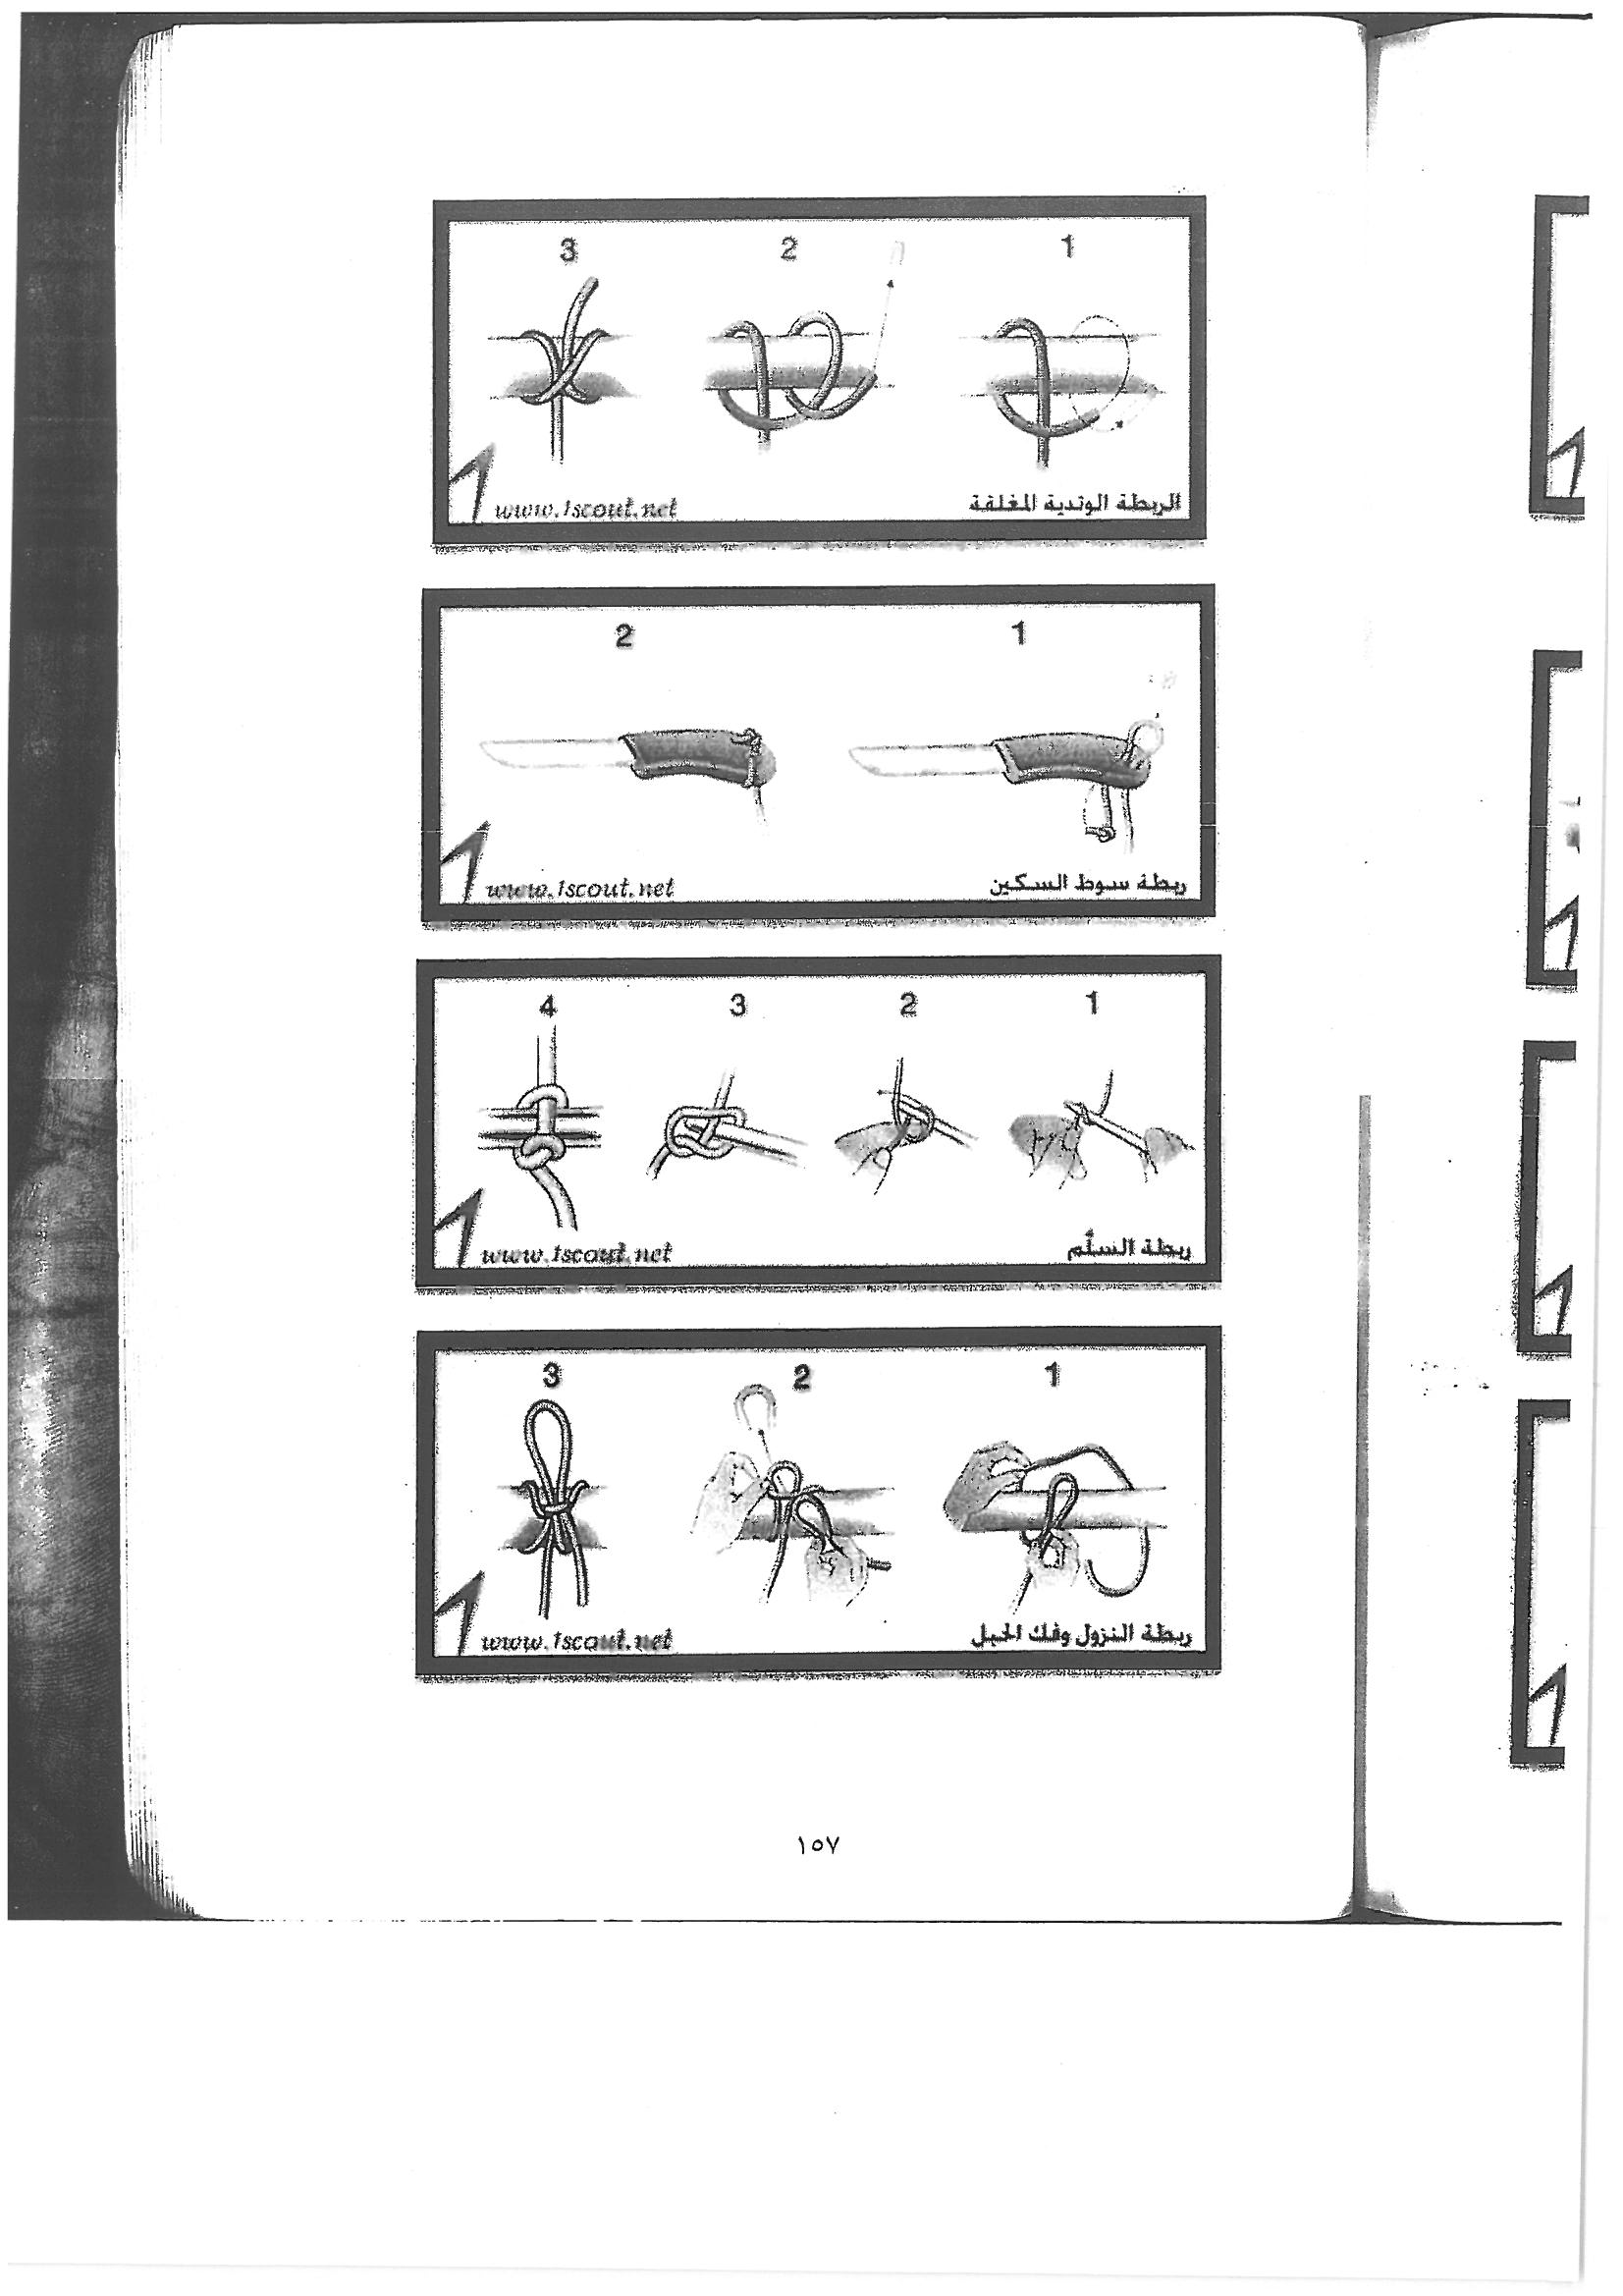 1 2 3
الربطة الوتدية المغلقة
www.1scout.net
1 2
ربطة سوط السكين
www.1scout.net
1 2 3 4
ربطة السلّم
www.1scout.net
1 2 3
ربطة النزول وفك الحبل
www.1scout.net
١٥٧